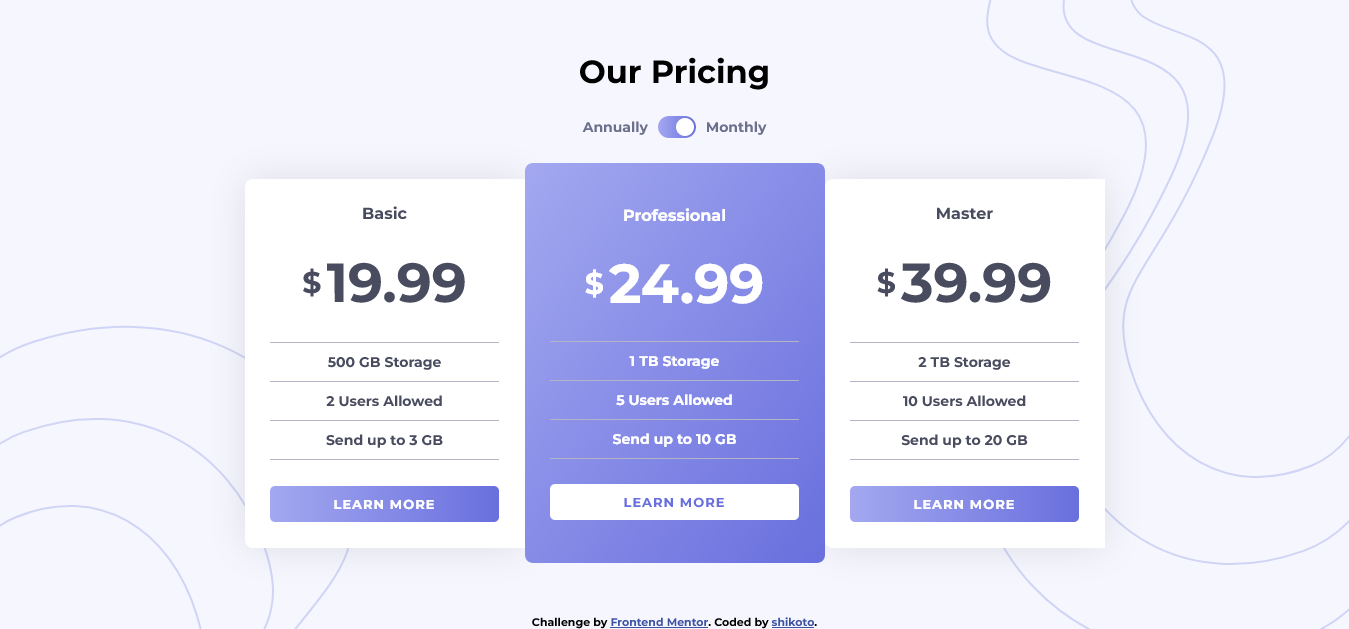 Our Pricing
Annually Monthly
Basic
$19.99
500 GB Storage
2 Users Allowed
Send up to 3 GB
LEARN MORE
Professional
$24.99
1 TB Storage
5 Users Allowed
Send up to 10 GB
LEARN MORE
Master
$39.99
2 TB Storage
10 Users Allowed
Send up to 20 GB
LEARN MORE
Challenge by Frontend Mentor. Coded by shikoto.